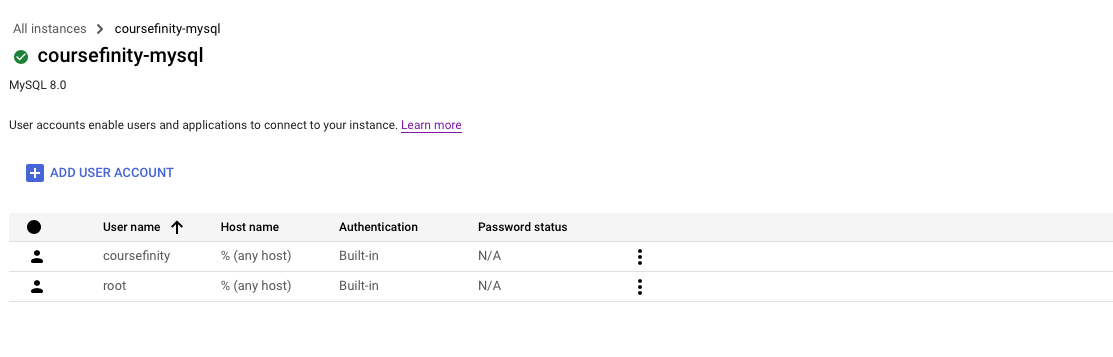 All instances > coursefinity-mysql
coursefinity-mysql
MySQL 8.0
User accounts enable users and applications to connect to your instance. Learn more
ADD USER ACCOUNT
User name Host name Authentication Password status
coursefinity % (any host) Built-in N/A
root % (any host) Built-in N/A